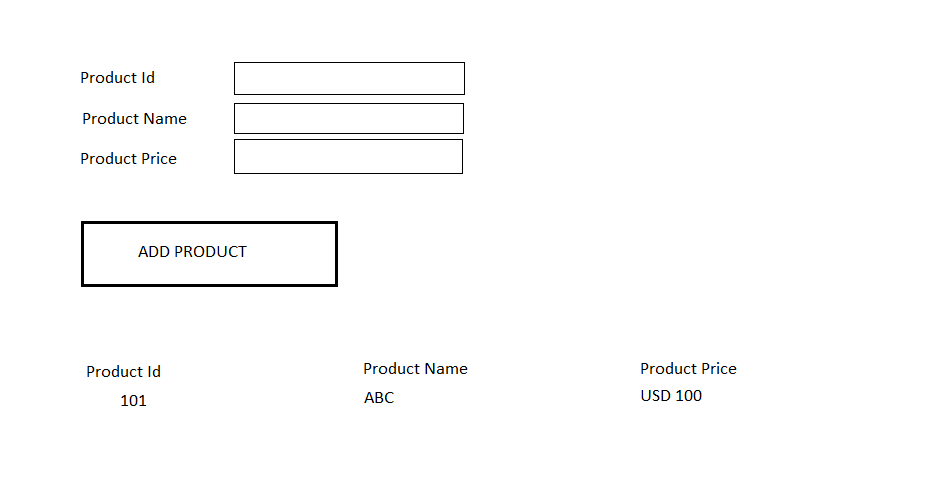 Product Id
Product Name
Product Price
ADD PRODUCT
Product Id Product Name Product Price
101 ABC USD 100